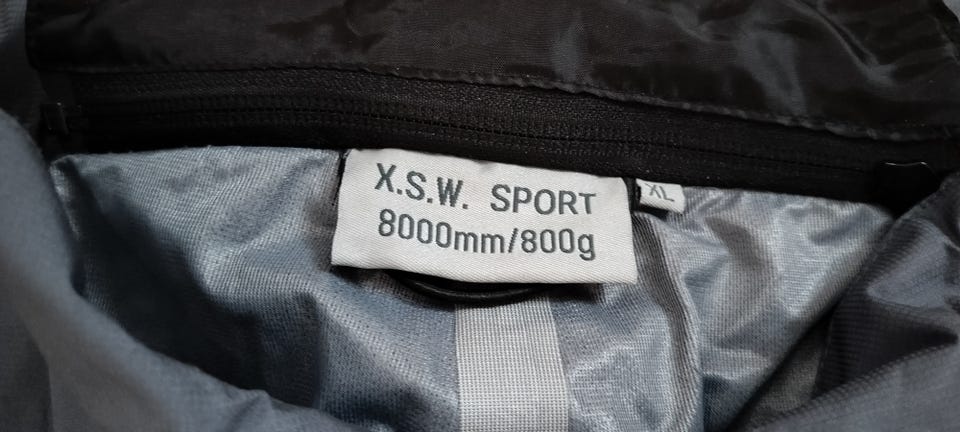 X.S.W. SPORT
8000mm/800g
XL